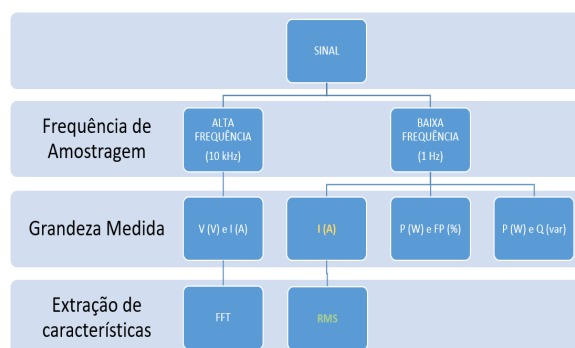 SINAL
Frequência de
Amostragem
ALTA
FREQUÊNCIA
(10 kHz)
BAIXA
FREQUÊNCIA
(1 Hz)
Grandeza Medida
V (V) e I (A)
I (A)
P (W) e FP (%)
P (W) e Q (var)
Extração de
características
FFT
RMS